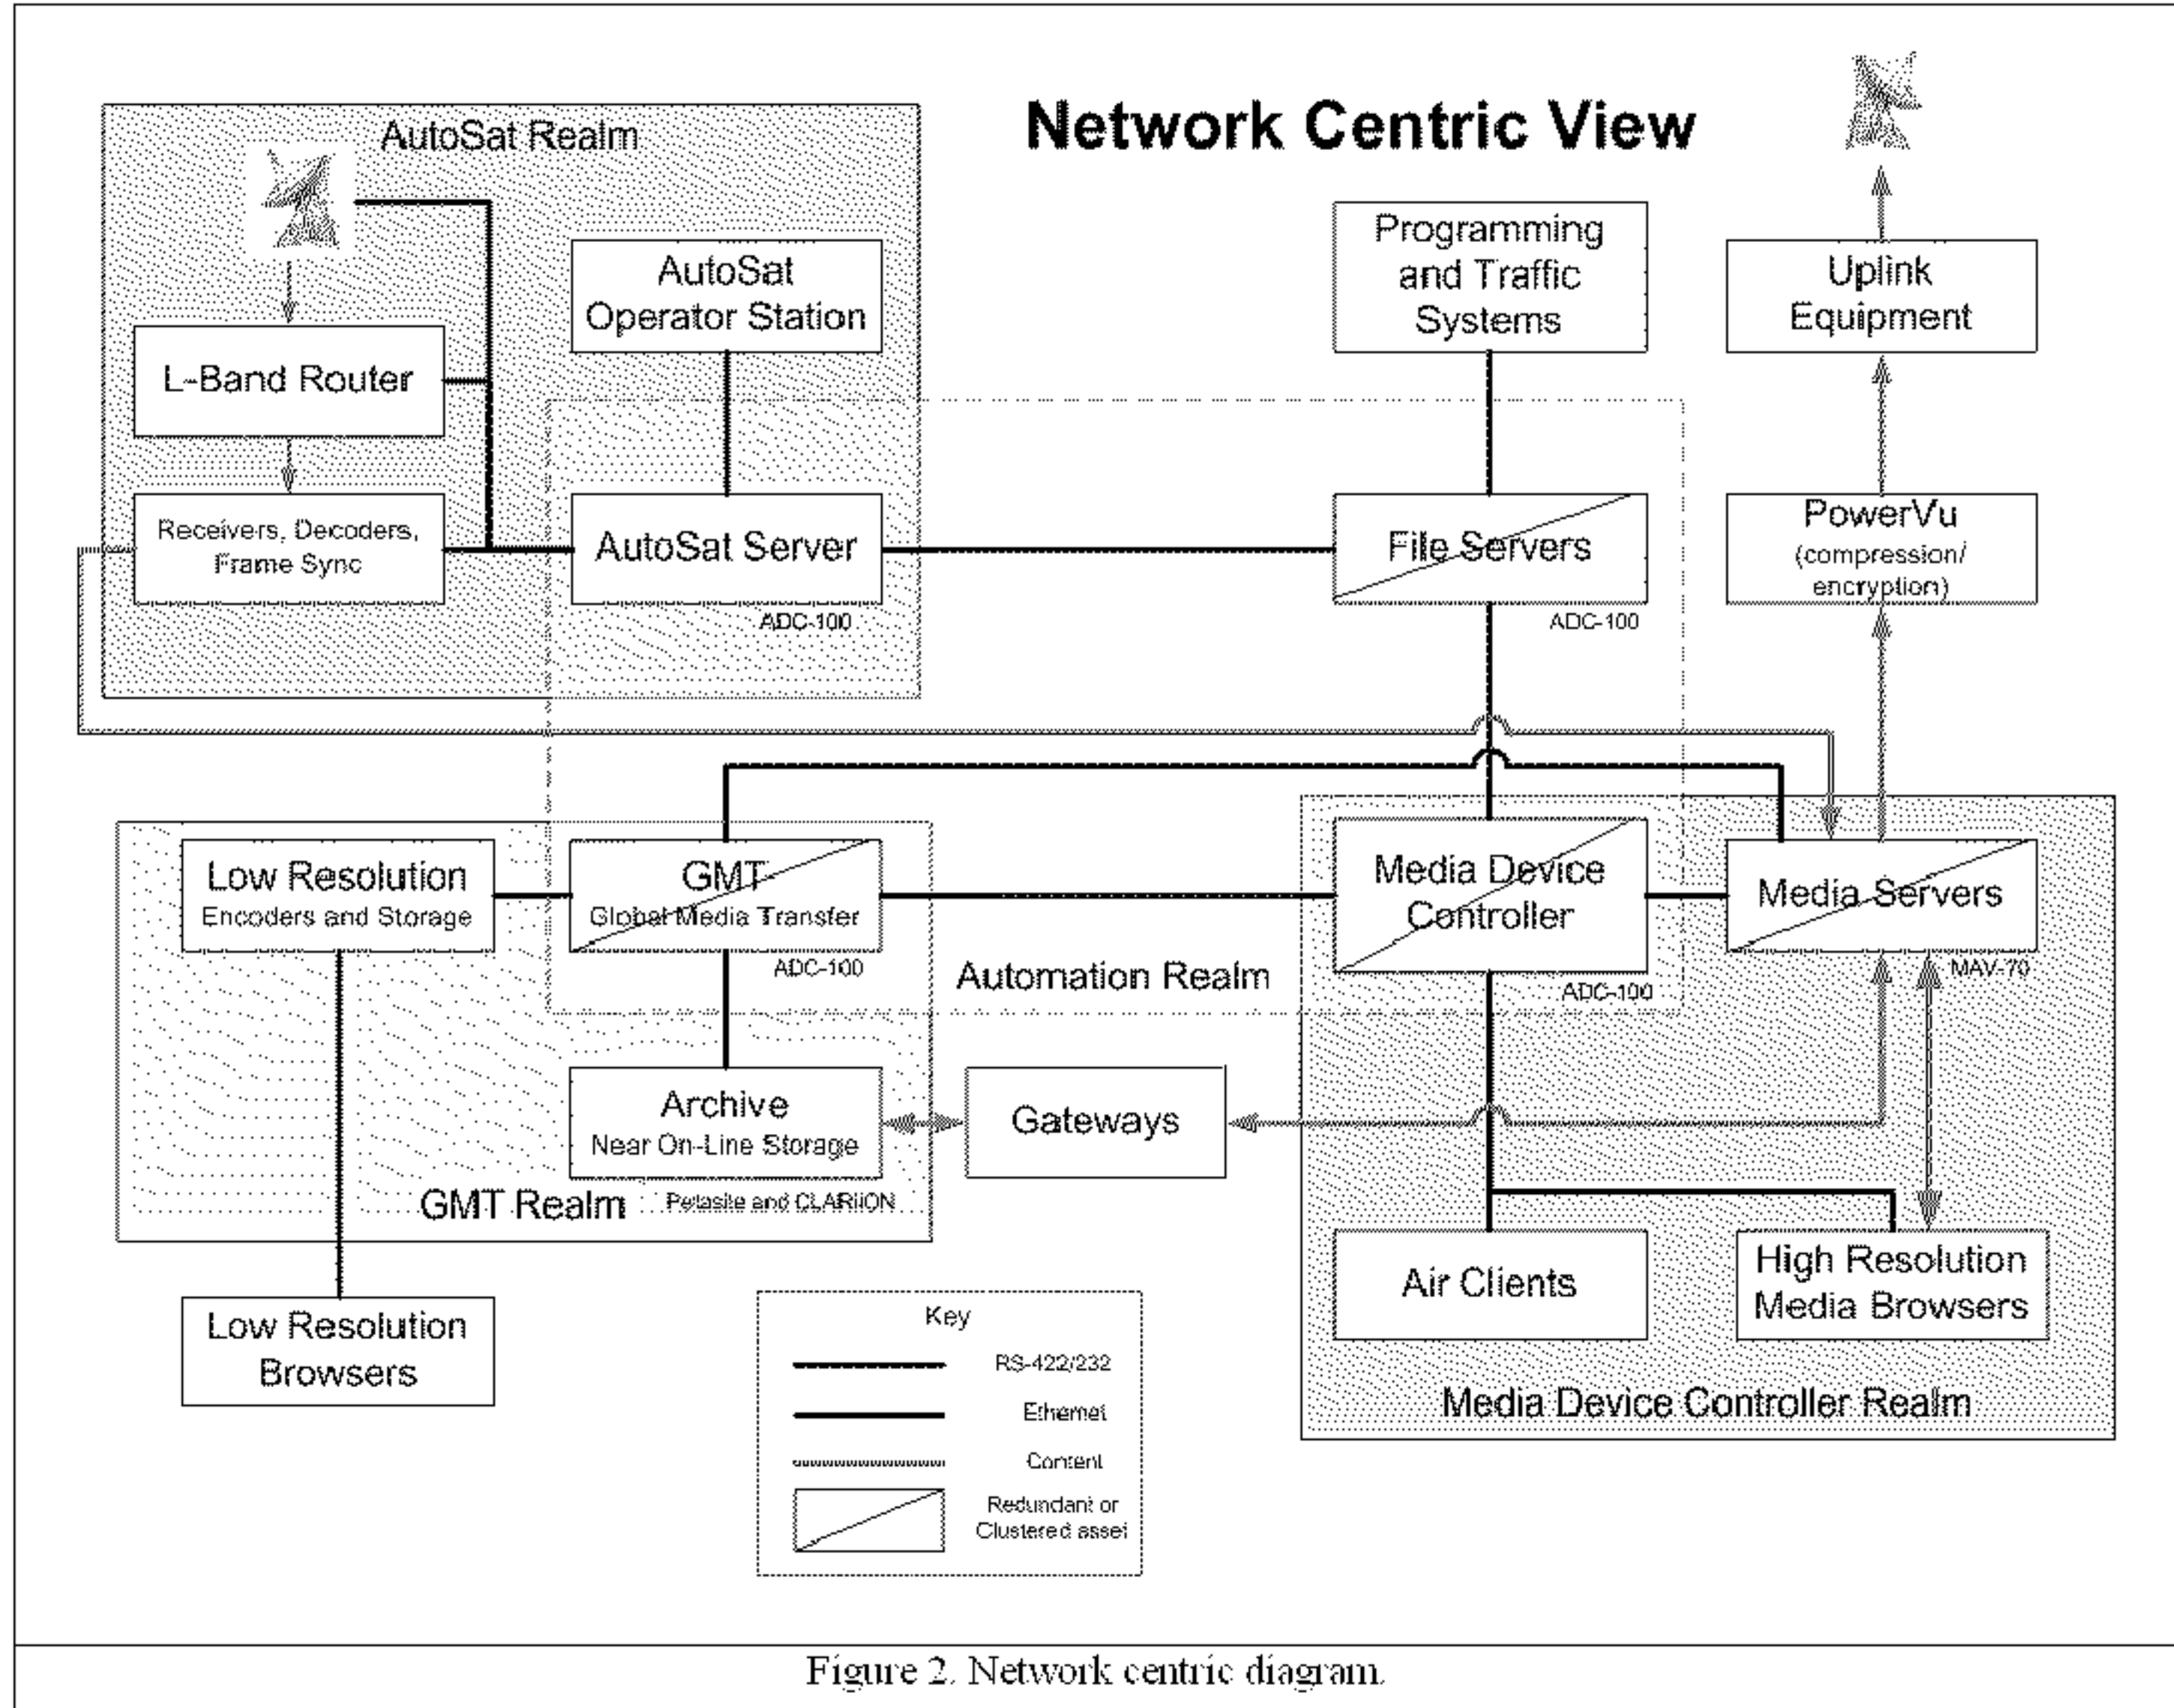 Network Centric View
AutoSat Realm
AutoSat
Operator Station
L-Band Router
Receivers, Decoders,
Frame Sync
AutoSat Server
ADC-100
Programming
and Traffic
Systems
File Servers
ADC-100
Uplink
Equipment
PowerVu
(compression/
encryption)
Low Resolution
Encoders and Storage
GMT
Global Media Transfer
ADC-100
Automation Realm
Media Device
Controller
ADC-100
Media Servers
MAV-70
Archive
Near On-Line Storage
Petasite and CLARiiON
GMT Realm
Gateways
Air Clients
High Resolution
Media Browsers
Media Device Controller Realm
Low Resolution
Browsers
Key
RS-422/232
Ethernet
Content
Redundant or
Clustered asset
Figure 2. Network centric diagram.